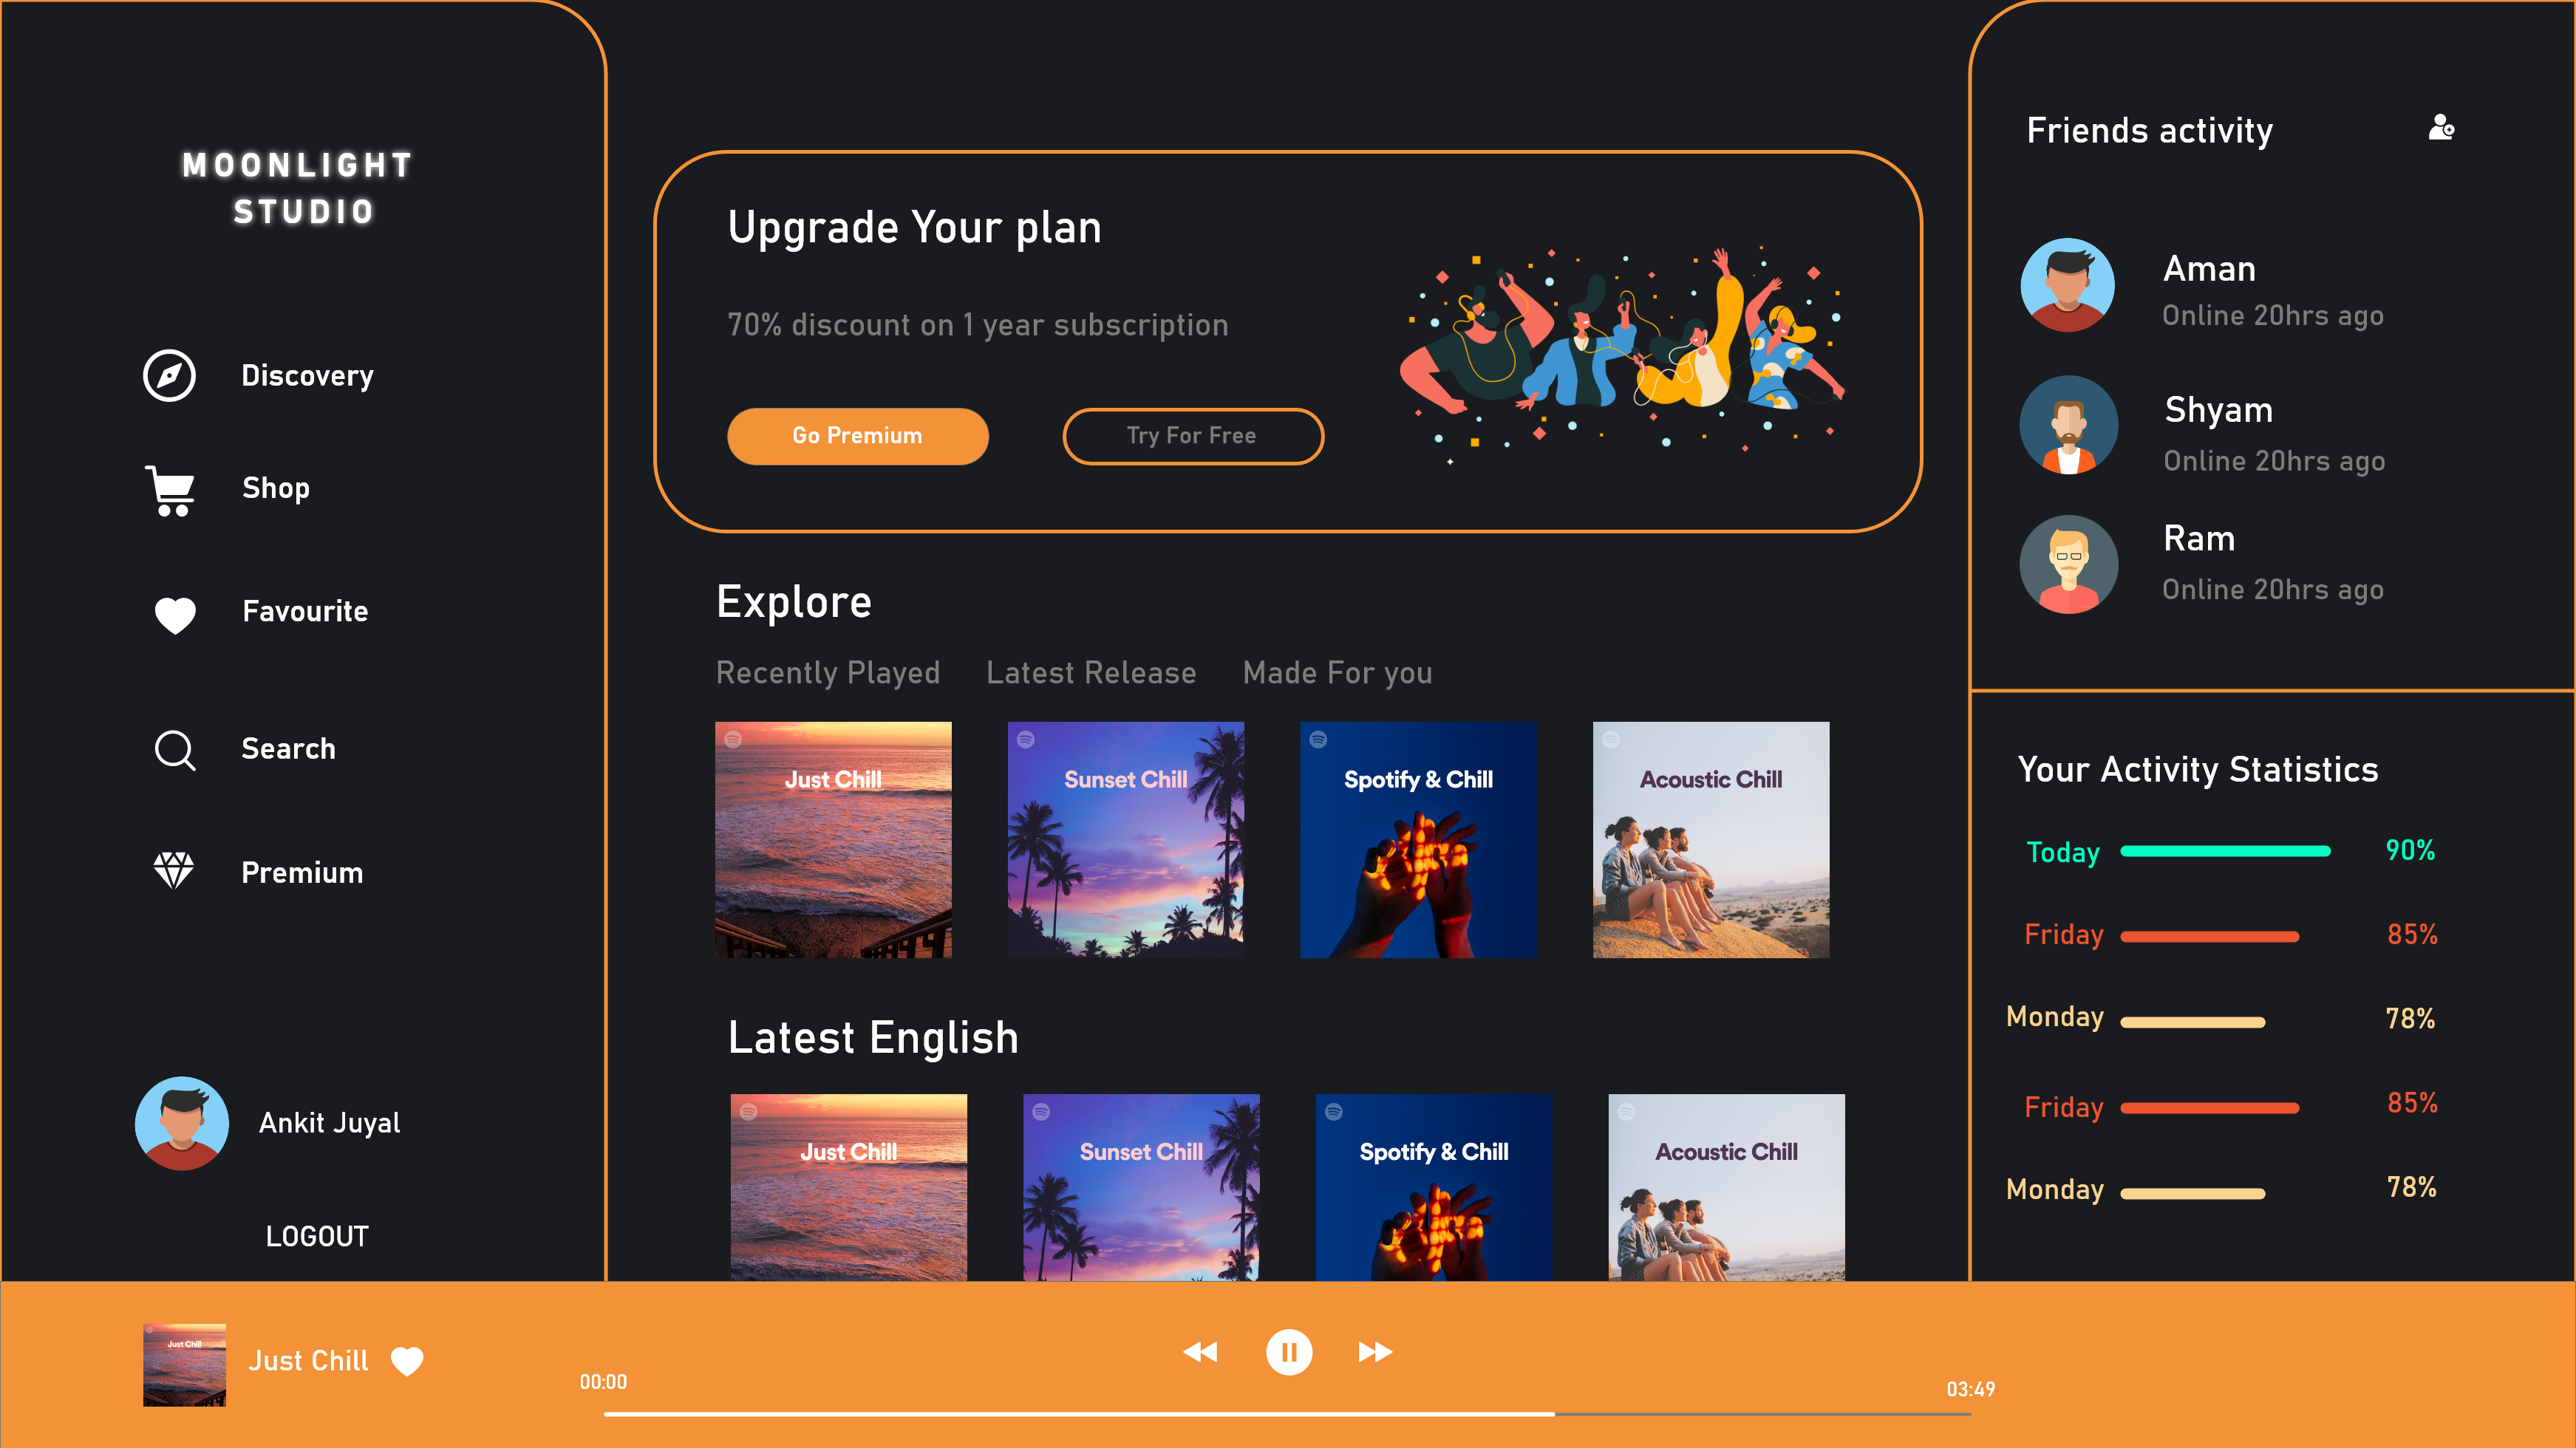 MOONLIGHT
STUDIO
Discovery
Shop
Favourite
Search
Premium
Ankit Juyal
LOGOUT
Upgrade Your plan
70% discount on 1 year subscription
Go Premium
Try For Free
Explore
Recently Played
Latest Release
Made For you
Just Chill
Sunset Chill
Spotify & Chill
Acoustic Chill
Latest English
Just Chill
Sunset Chill
Spotify & Chill
Acoustic Chill
Friends activity
Aman
Online 20hrs ago
Shyam
Online 20hrs ago
Ram
Online 20hrs ago
Your Activity Statistics
Today 90%
Friday 85%
Monday 78%
Friday 85%
Monday 78%
Just Chill
Just Chill
00:00
03:49